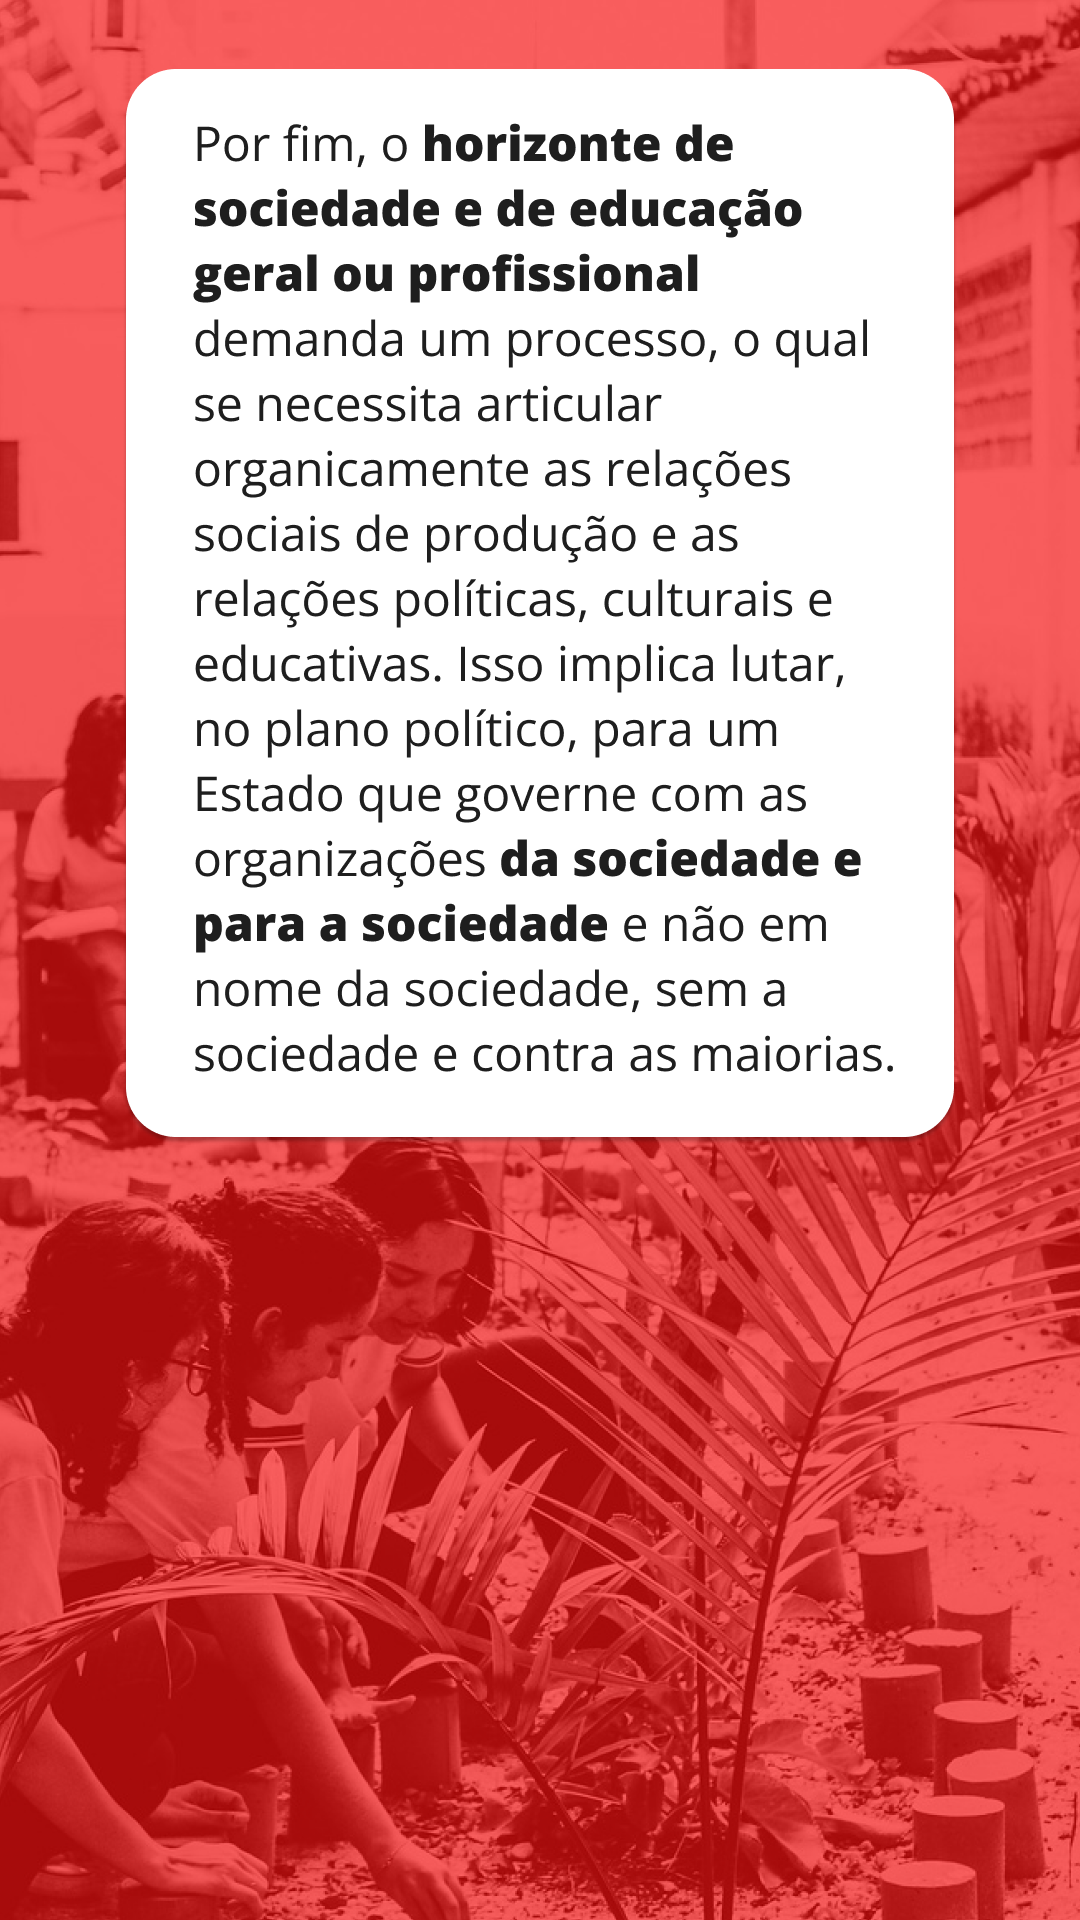 Por fim, o horizonte de
sociedade e de educação
geral ou profissional
demanda um processo, o qual
se necessita articular
organicamente as relações
sociais de produção e as
relações políticas, culturais e
educativas. Isso implica lutar,
no plano político, para um
Estado que governe com as
organizações da sociedade e
para a sociedade e não em
nome da sociedade, sem a
sociedade e contra as maiorias.